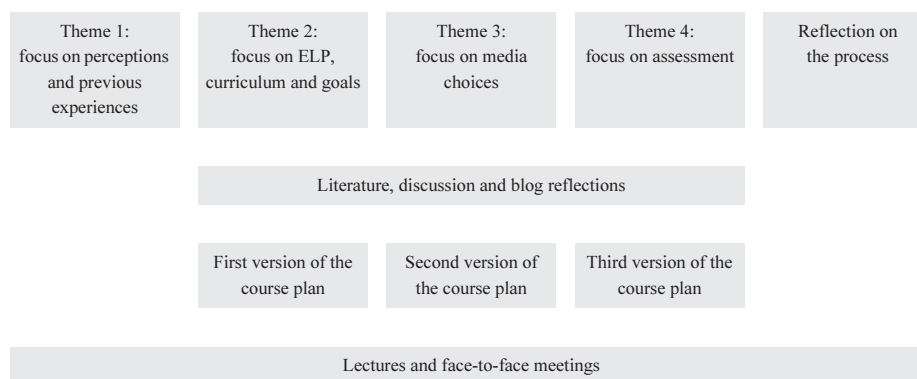 Theme 1:
focus on perceptions
and previous
experiences
Theme 2:
focus on ELP,
curriculum and goals
Theme 3:
focus on media
choices
Theme 4:
focus on assessment
Reflection on
the process
Literature, discussion and blog reflections
First version of the
course plan
Second version of
the course plan
Third version of the
course plan
Lectures and face-to-face meetings